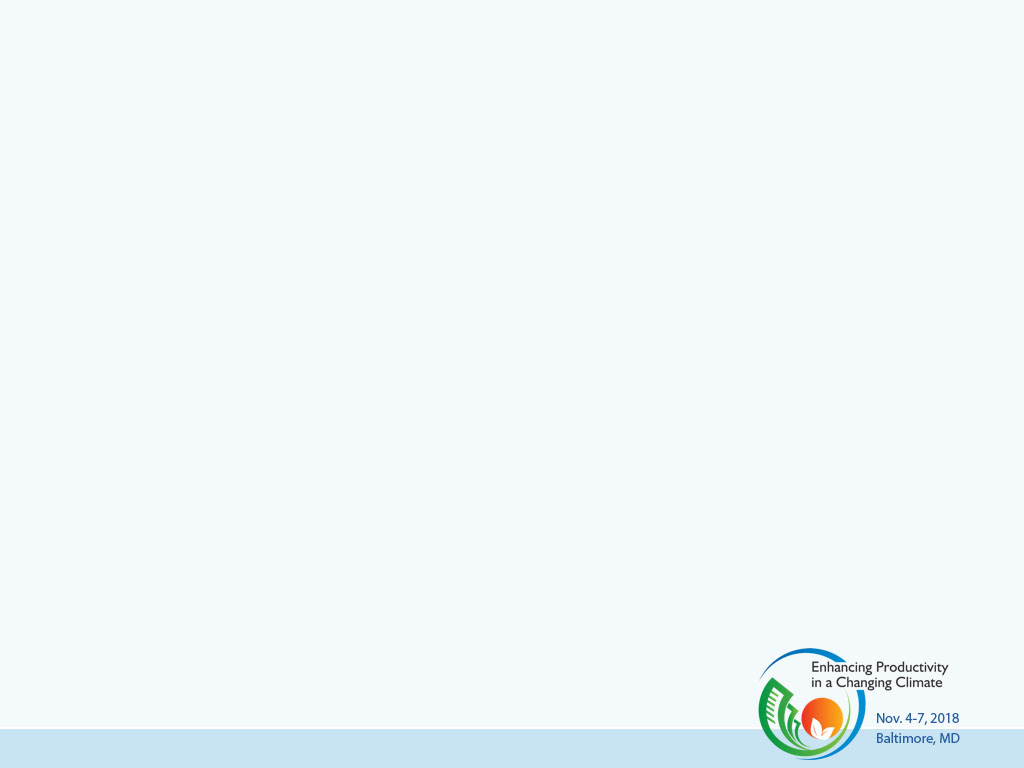 Enhancing Productivity
in a Changing Climate
Nov. 4-7, 2018
Baltimore, MD